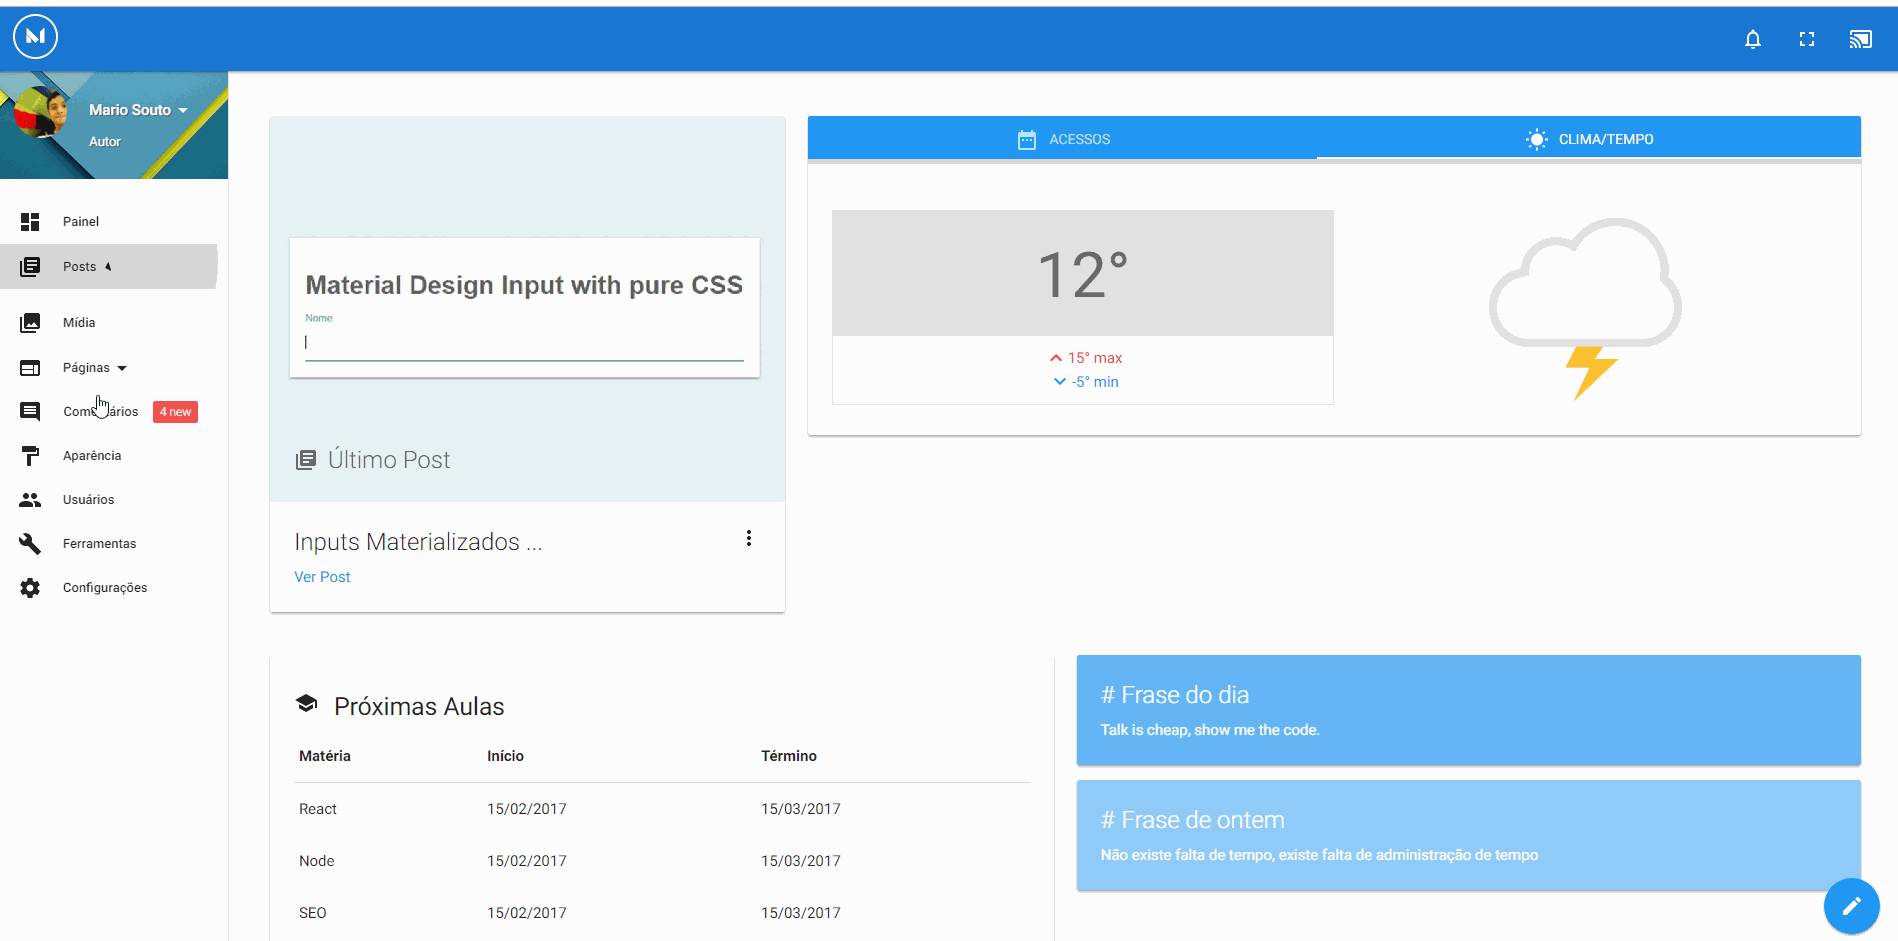 Mario Souto
Autor
Painel
Posts
Mídia
Páginas
Comentários 4 new
Aparência
Usuários
Ferramentas
Configurações
Material Design Input with pure CSS
Nome
Último Post
Inputs Materializados ...
Ver Post
ACESSOS
CLIMA/TEMPO
12°
15° max
-5° min
Próximas Aulas
Matéria Início Término
React 15/02/2017 15/03/2017
Node 15/02/2017 15/03/2017
SEO 15/02/2017 15/03/2017
# Frase do dia
Talk is cheap, show me the code.
# Frase de ontem
Não existe falta de tempo, existe falta de administração de tempo